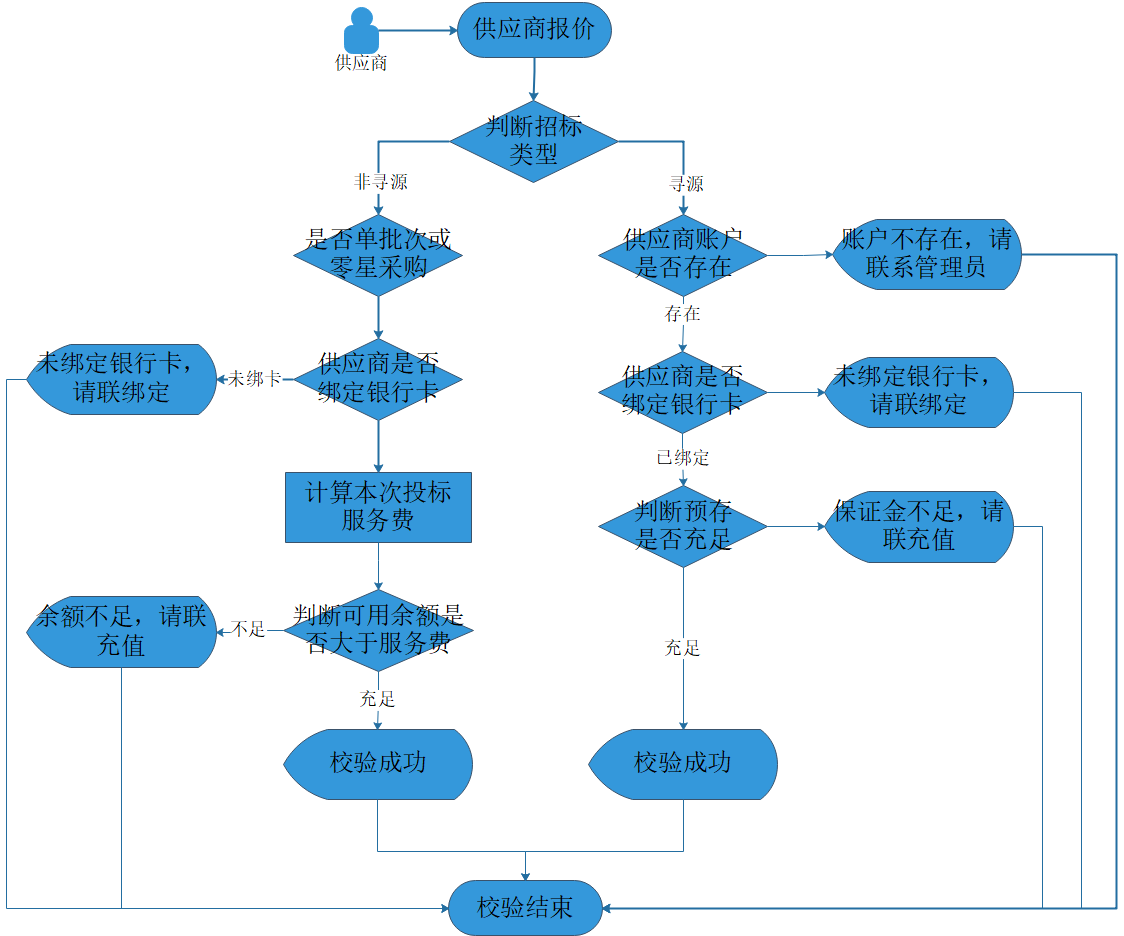 供应商报价
供应商
判断招标
类型
非寻源
寻源
是否单批次或
零星采购
供应商账户
是否存在
账户不存在，请
联系管理员
存在
未绑定银行卡，
请联绑定
未绑卡
供应商是否
绑定银行卡
供应商是否
绑定银行卡
未绑定银行卡，
请联绑定
已绑定
计算本次投标
服务费
判断预存
是否充足
保证金不足，请
联充值
余额不足，请联
充值
不足
判断可用余额是
否大于服务费
充足
充足
校验成功
校验成功
校验结束